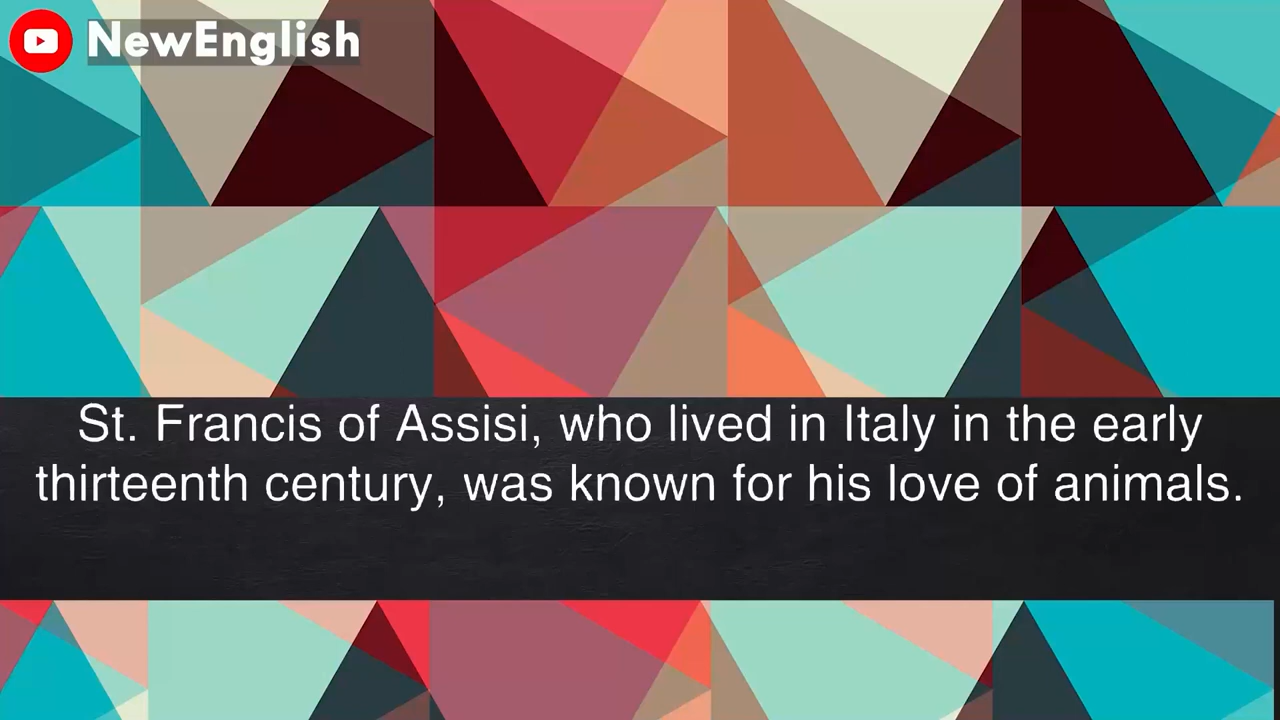 NewEnglish
St. Francis of Assisi, who lived in Italy in the early
thirteenth century, was known for his love of animals.